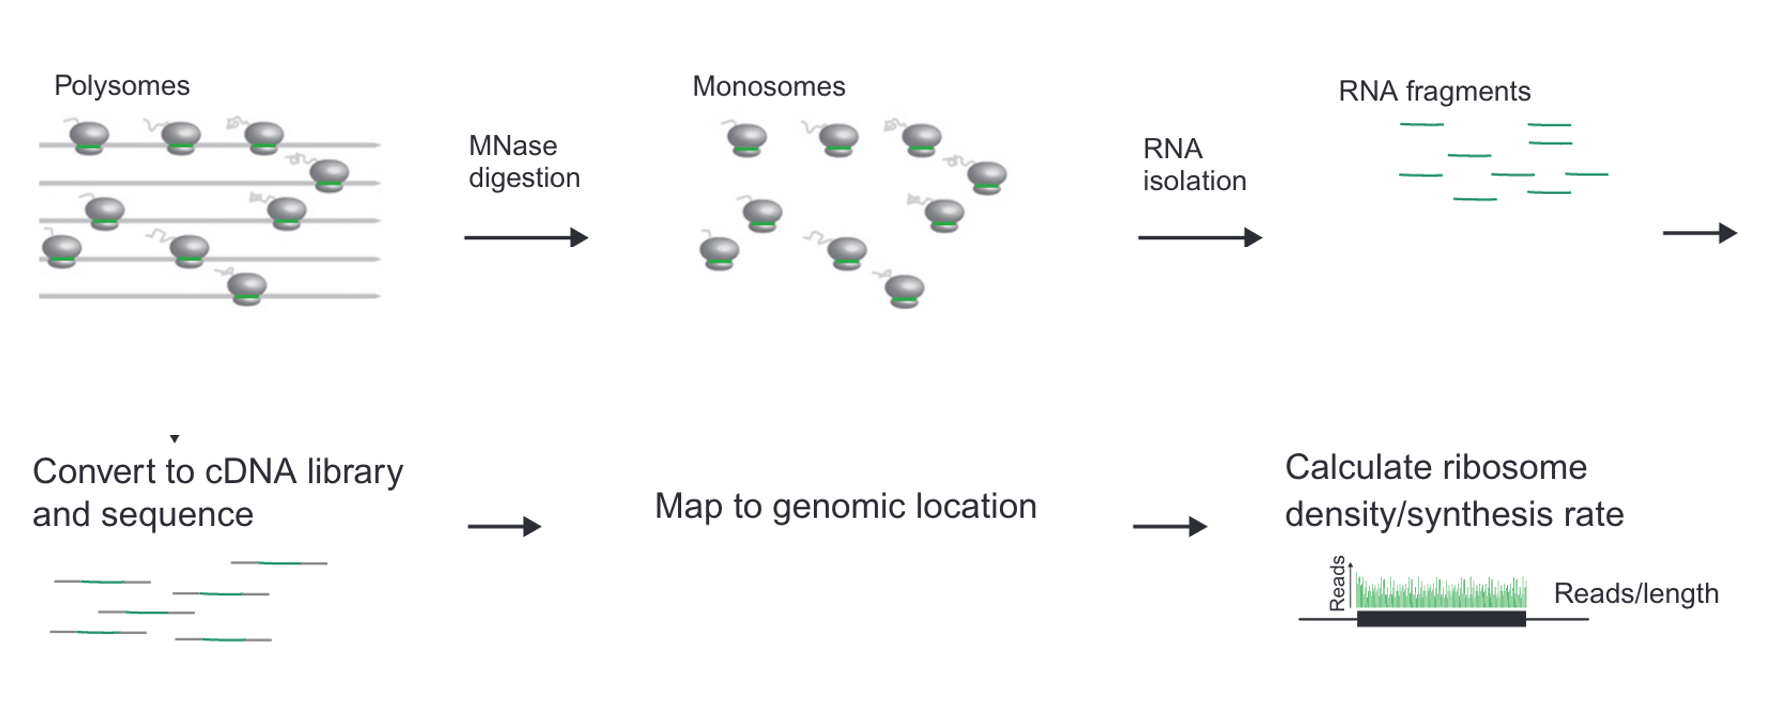 Polysomes
MNase
digestion
Monosomes
RNA
isolation
RNA fragments
Convert to cDNA library
and sequence
Map to genomic location
Calculate ribosome
density/synthesis rate
Reads
Reads/length